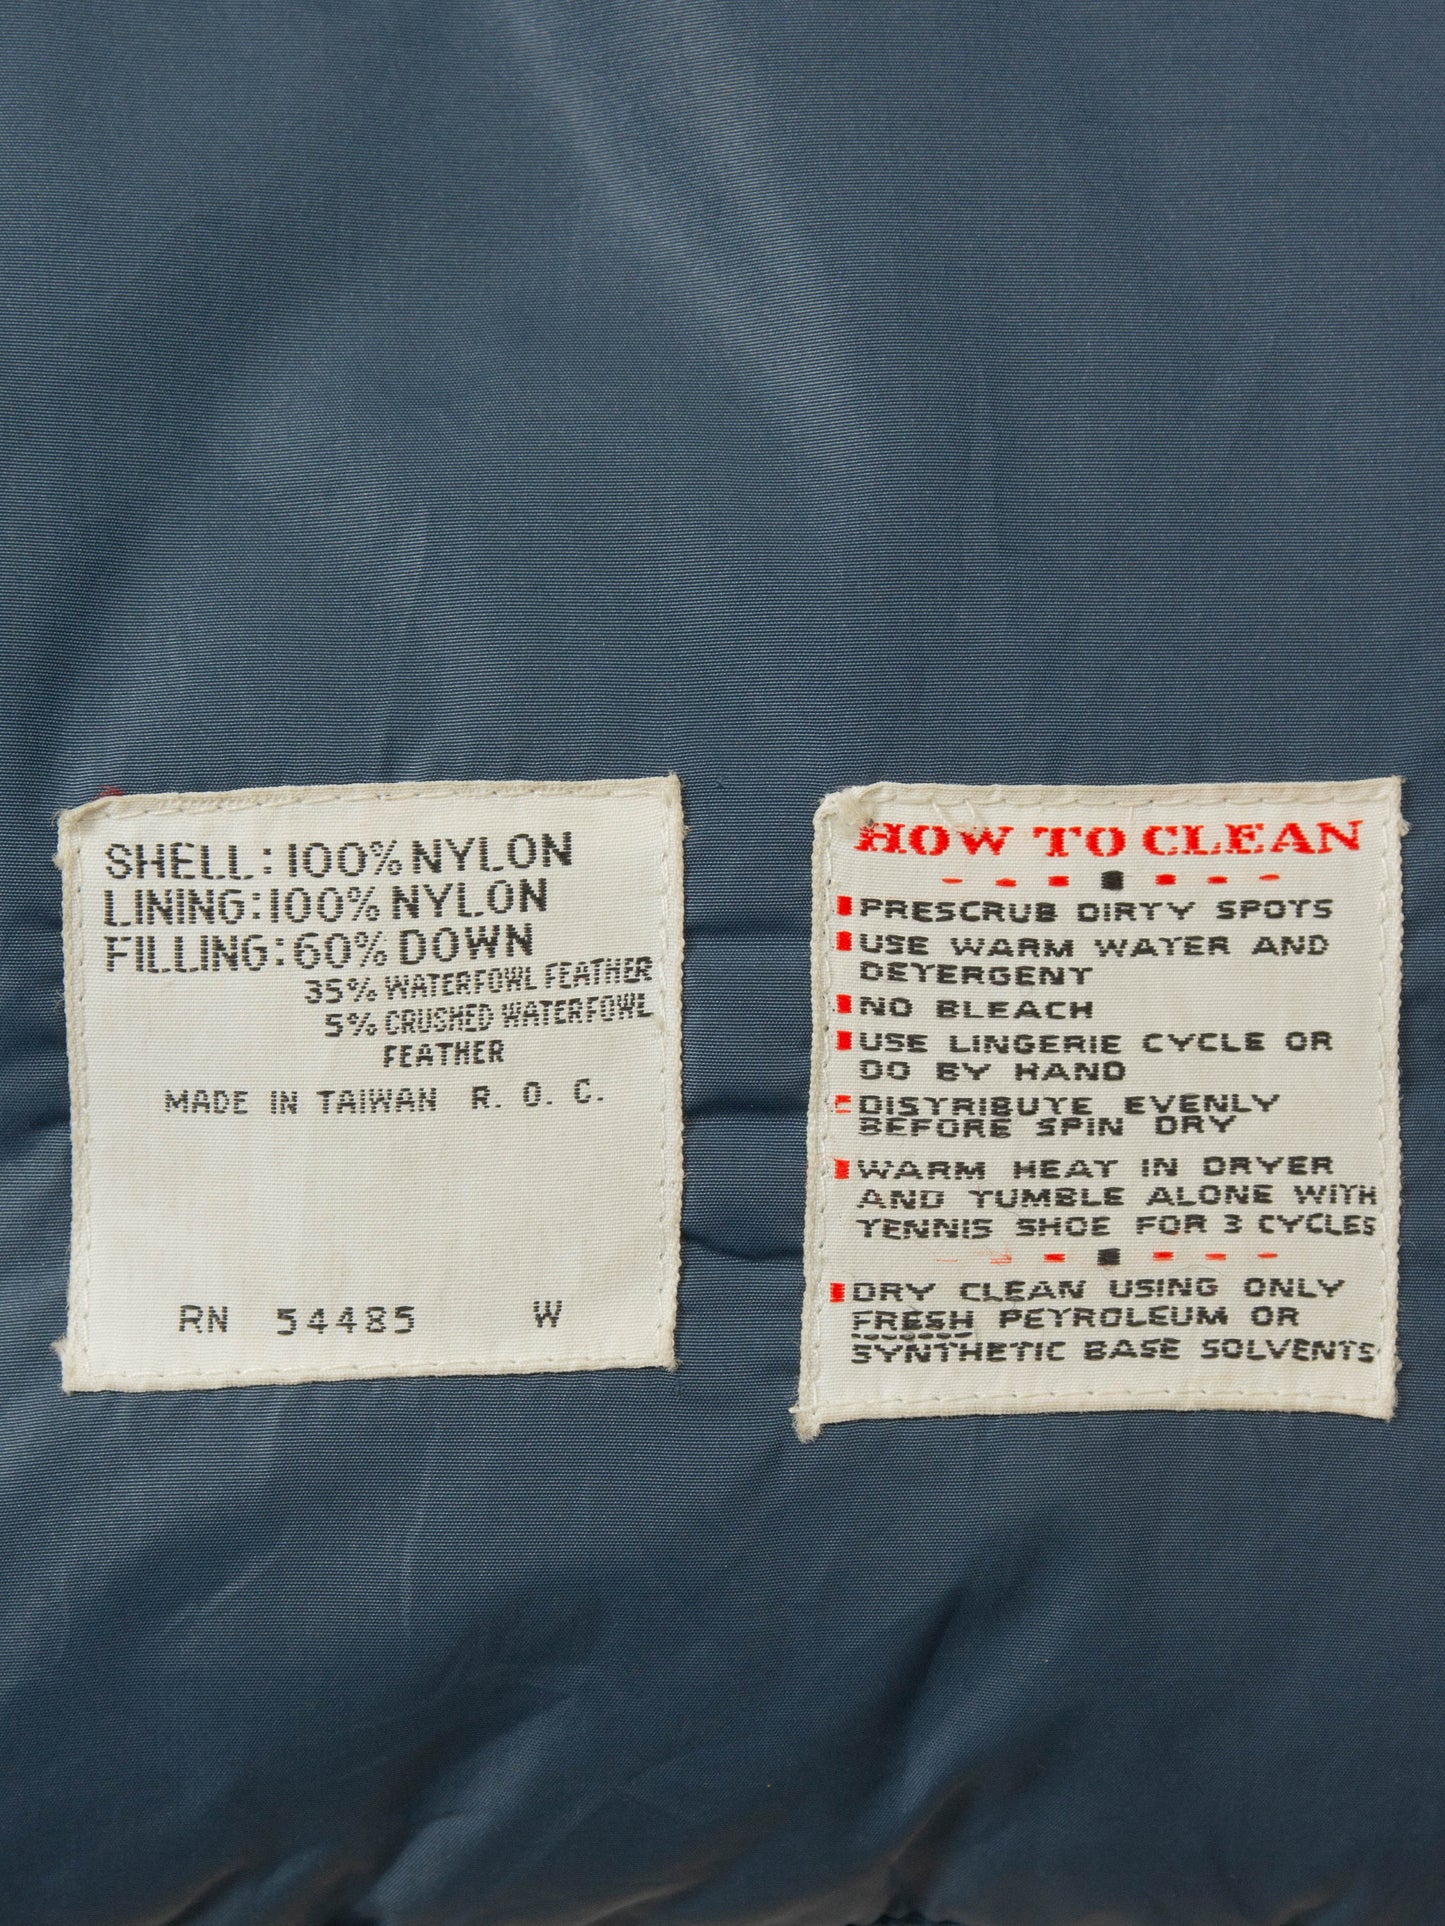 SHELL: 100% NYLON
LINING: 100% NYLON
FILLING: 60% DOWN
35% WATERFOWL FEATHER
5% CRUSHED WATERFOWL
FEATHER
MADE IN TAIWAN R. O. C.
RN 54485 W
HOW TO CLEAN
PRESCRUB DIRTY SPOTS
USE WARM WATER AND
DETERGENT
NO BLEACH
USE LINGERIE CYCLE OR
DO BY HAND
DISTRIBUTE EVENLY
BEFORE SPIN DRY
WARM HEAT IN DRYER
AND TUMBLE ALONE WITH
TENNIS SHOE FOR 3 CYCLES
DRY CLEAN USING ONLY
FRESH PETROLEUM OR
SYNTHETIC BASE SOLVENTS